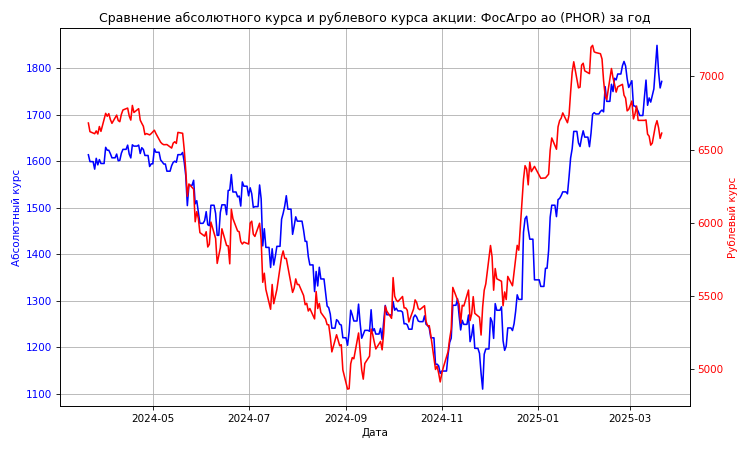 Сравнение абсолютного курса и рублевого курса акции: ФосАгро ао (PHOR) за год
Абсолютный курс
1800
1700
1600
1500
1400
1300
1200
1100
7000
6500
6000
5500
5000
Рублевый курс
2024-05 2024-07 2024-09 2024-11 2025-01 2025-03
Дата